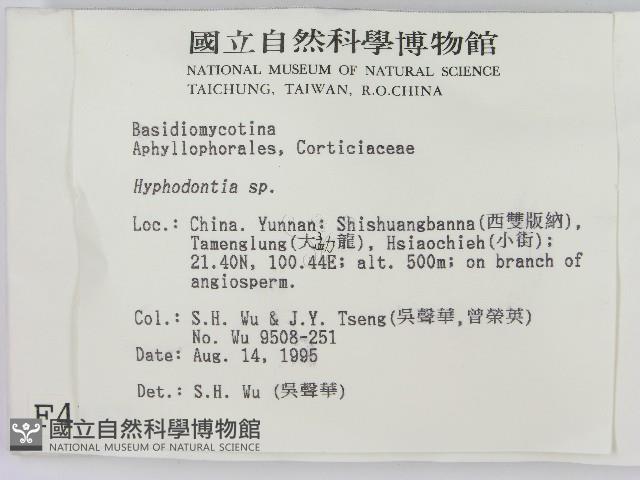 國立自然科學博物館
NATIONAL MUSEUM OF NATURAL SCIENCE
TAICHUNG, TAIWAN, R.O.CHINA
Basidiomycotina
Aphyllophorales, Corticiaceae
Hyphodontia sp.
Loc.: China. Yunnan: Shishuangbanna(西雙版納),
Tamenglung(大勐龍), Hsiaochieh(小街);
21.40N, 100.44E; alt. 500m; on branch of
angiosperm.
Col.: S.H. Wu & J.Y. Tseng(吳聲華,曾榮英)
No. Wu 9508-251
Date: Aug. 14, 1995
Det.: S.H. Wu (吳聲華)
國立自然科學博物館
NATIONAL MUSEUM OF NATURAL SCIENCE